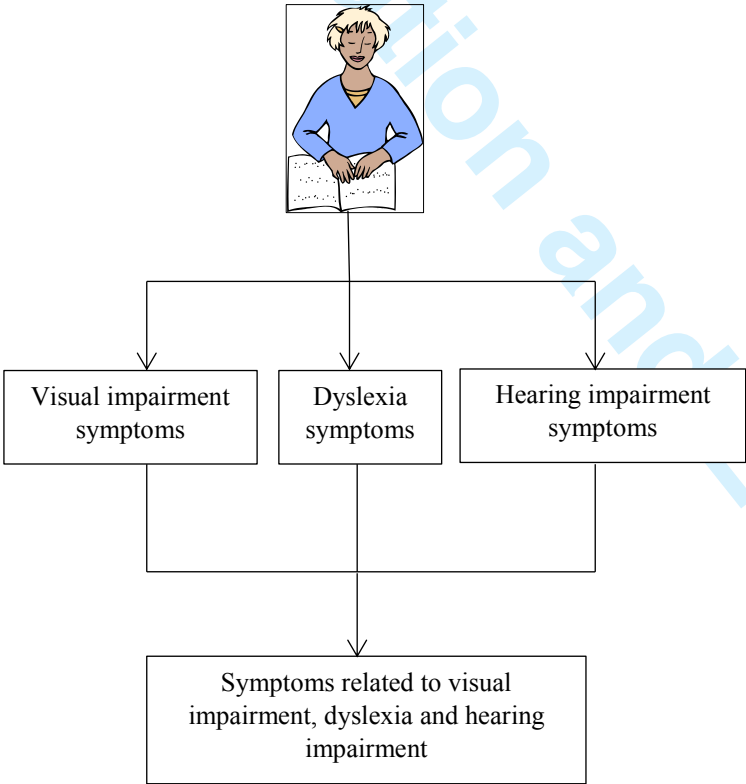 Visual impairment
symptoms
Dyslexia
symptoms
Hearing impairment
symptoms
Symptoms related to visual
impairment, dyslexia and hearing
impairment